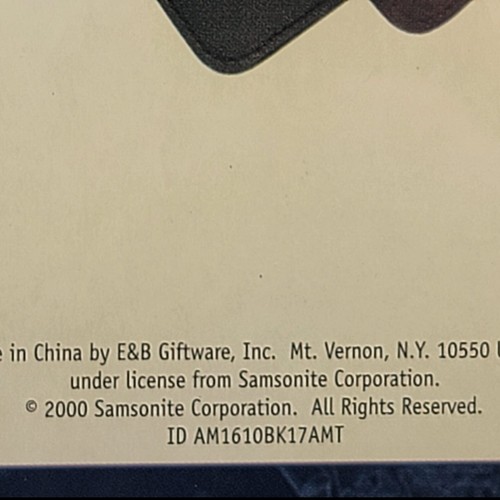 in China by E&B Giftware, Inc. Mt. Vernon, N.Y. 10550
under license from Samsonite Corporation.
© 2000 Samsonite Corporation. All Rights Reserved.
ID AM1610BK17AMT